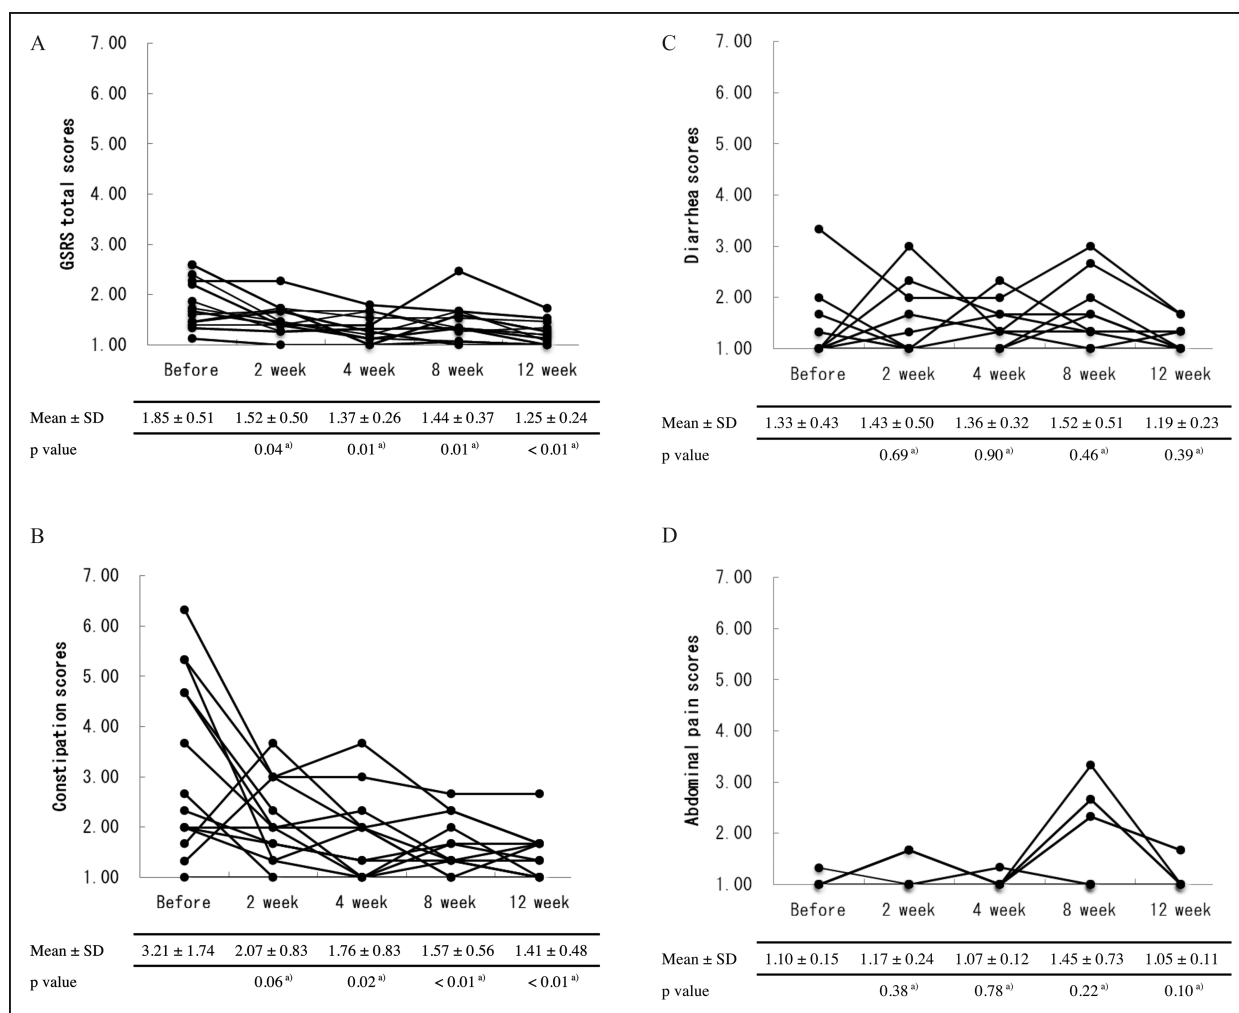 A
7.00
6.00
5.00
4.00
3.00
2.00
1.00
GSRS total scores
Before 2 week 4 week 8 week 12 week
Mean ± SD 1.85 ± 0.51 1.52 ± 0.50 1.37 ± 0.26 1.44 ± 0.37 1.25 ± 0.24
p value 0.04 a) 0.01 a) 0.01 a) < 0.01 a)
B
7.00
6.00
5.00
4.00
3.00
2.00
1.00
Constipation scores
Before 2 week 4 week 8 week 12 week
Mean ± SD 3.21 ± 1.74 2.07 ± 0.83 1.76 ± 0.83 1.57 ± 0.56 1.41 ± 0.48
p value 0.06 a) 0.02 a) < 0.01 a) < 0.01 a)
C
7.00
6.00
5.00
4.00
3.00
2.00
1.00
Diarrhea scores
Before 2 week 4 week 8 week 12 week
Mean ± SD 1.33 ± 0.43 1.43 ± 0.50 1.36 ± 0.32 1.52 ± 0.51 1.19 ± 0.23
p value 0.69 a) 0.90 a) 0.46 a) 0.39 a)
D
7.00
6.00
5.00
4.00
3.00
2.00
1.00
Abdominal pain scores
Before 2 week 4 week 8 week 12 week
Mean ± SD 1.10 ± 0.15 1.17 ± 0.24 1.07 ± 0.12 1.45 ± 0.73 1.05 ± 0.11
p value 0.38 a) 0.78 a) 0.22 a) 0.10 a)